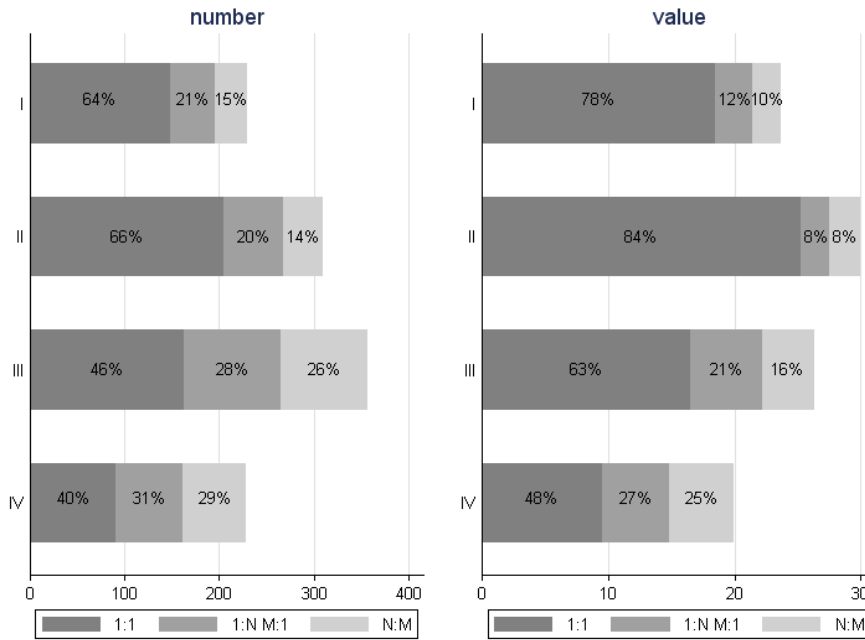 number
value
I
64%
21%
15%
I
78%
12%
10%
II
66%
20%
14%
II
84%
8%
8%
III
46%
28%
26%
III
63%
21%
16%
IV
40%
31%
29%
IV
48%
27%
25%
0 100 200 300 400
0 10 20 30
1:1 1:N M:1 N:M
1:1 1:N M:1 N:M